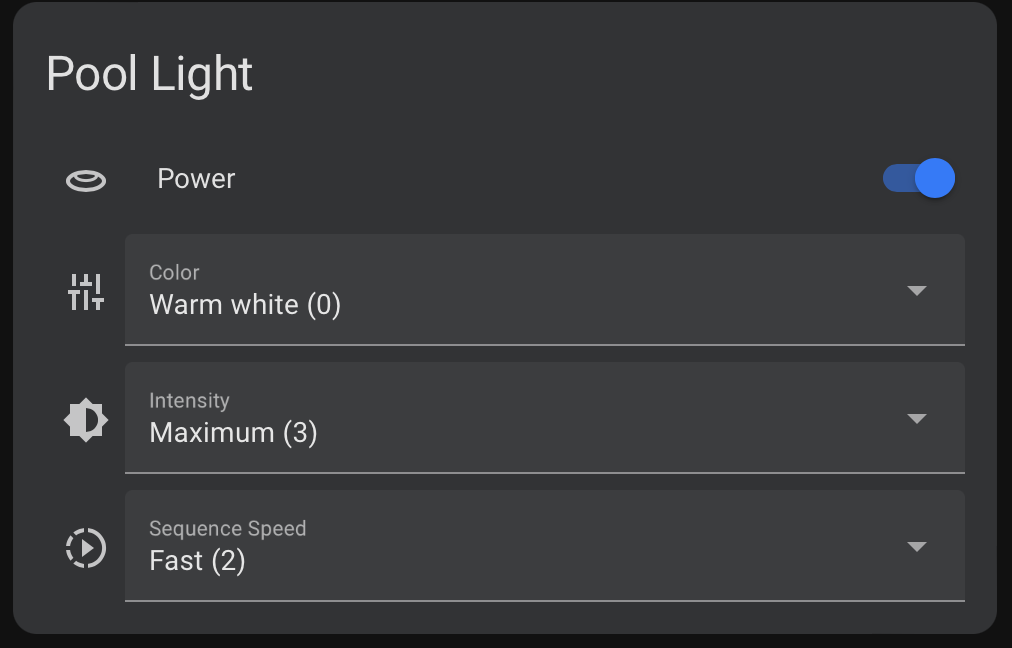 Pool Light
Power
Color
Warm white (0)
Intensity
Maximum (3)
Sequence Speed
Fast (2)